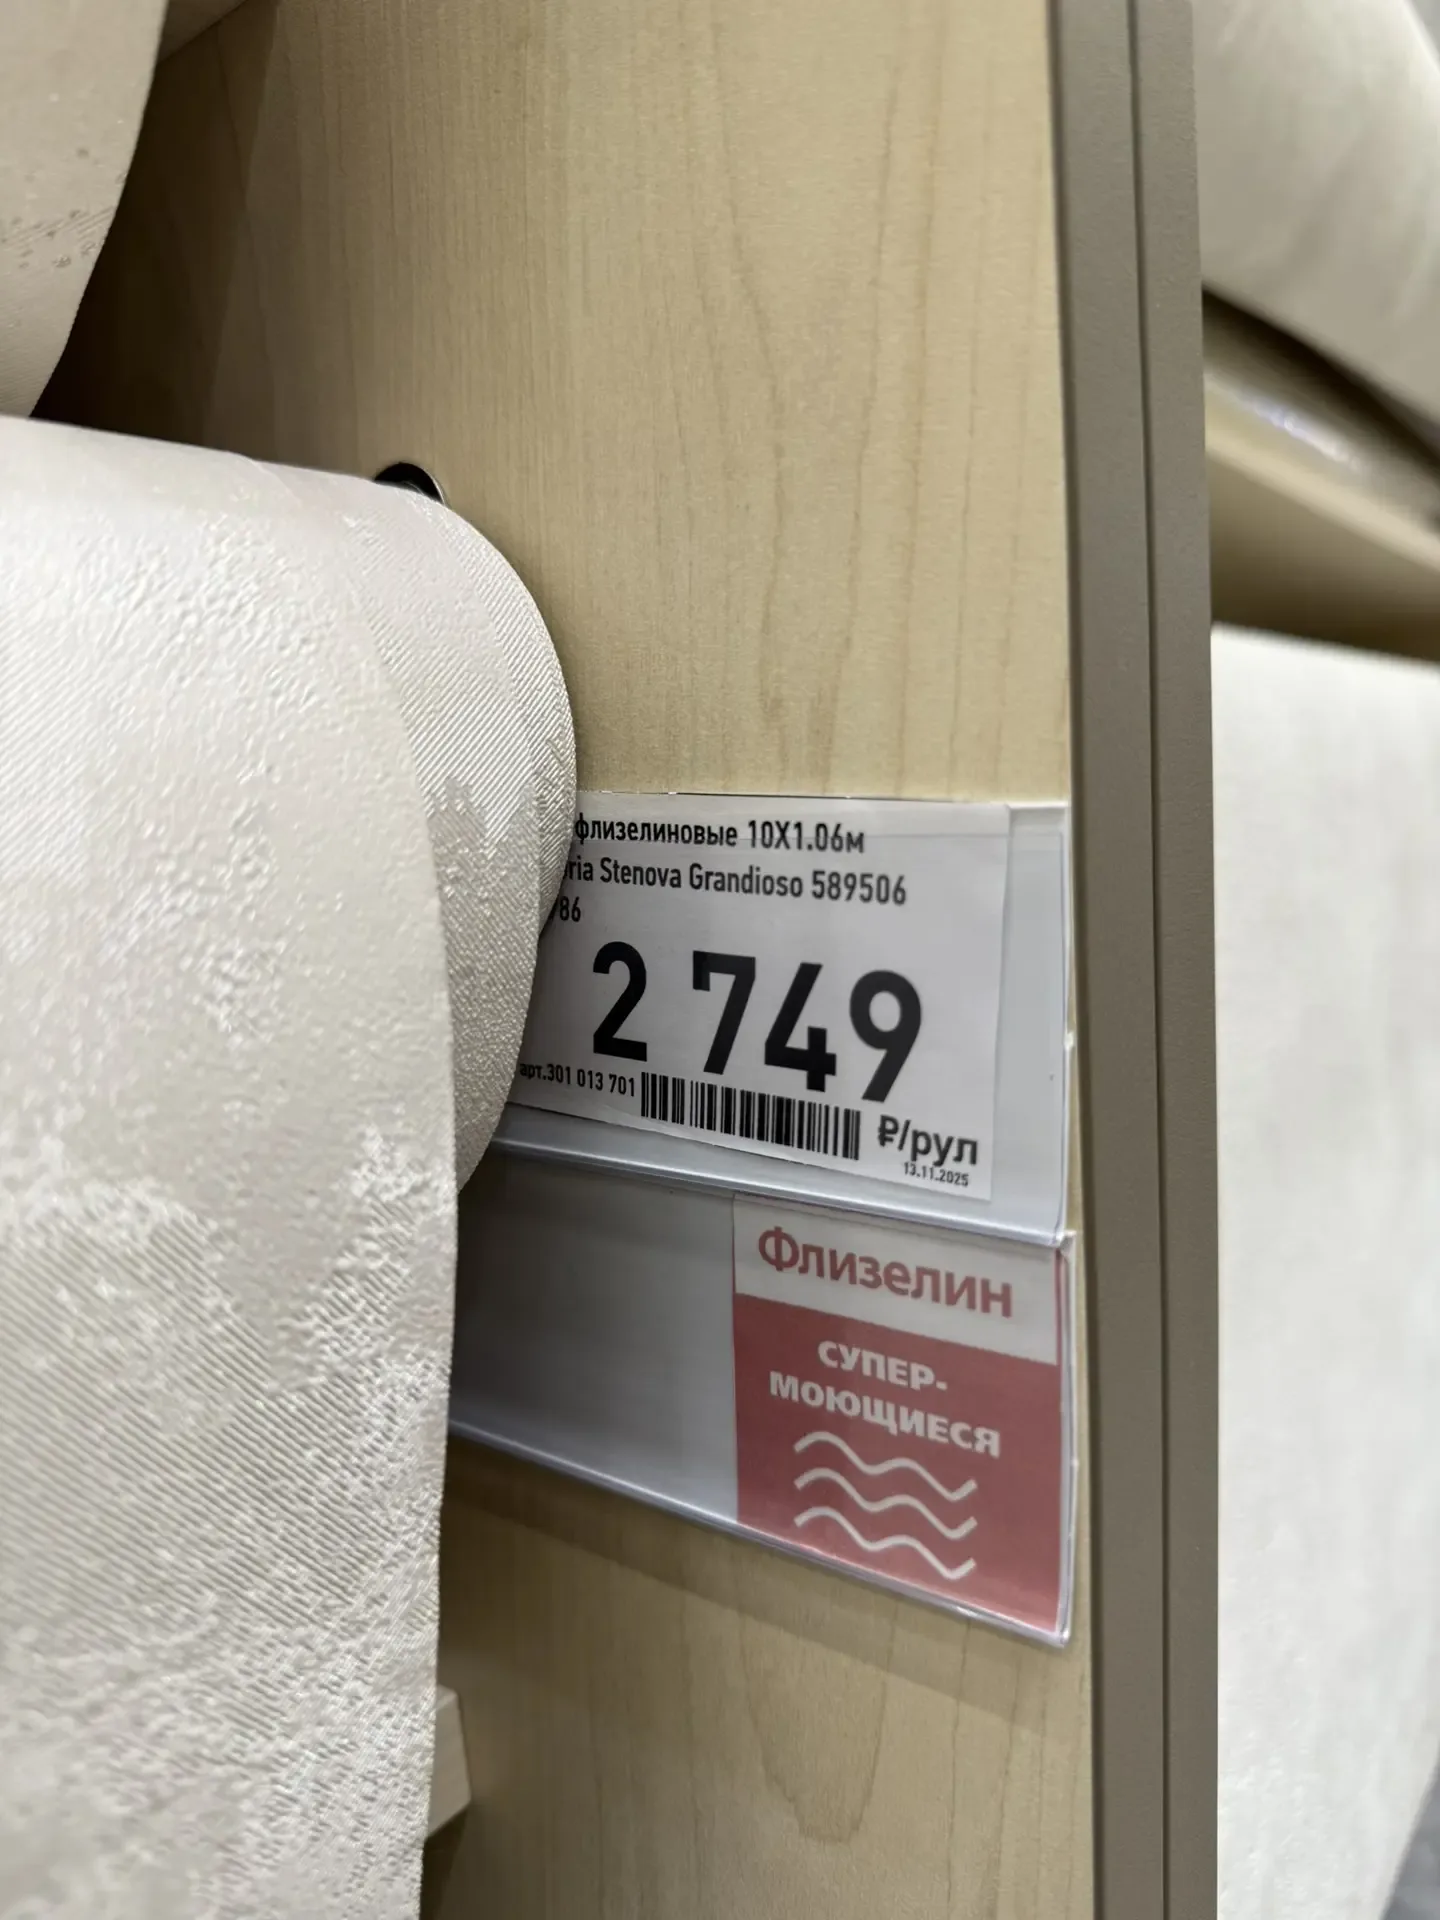 флизелиновые 10X1.06м
Stenova Grandioso 589506
86
2 749
арт.301 013 701
₽/рул
13.11.2025
Флизелин
СУПЕР-
МОЮЩИЕСЯ